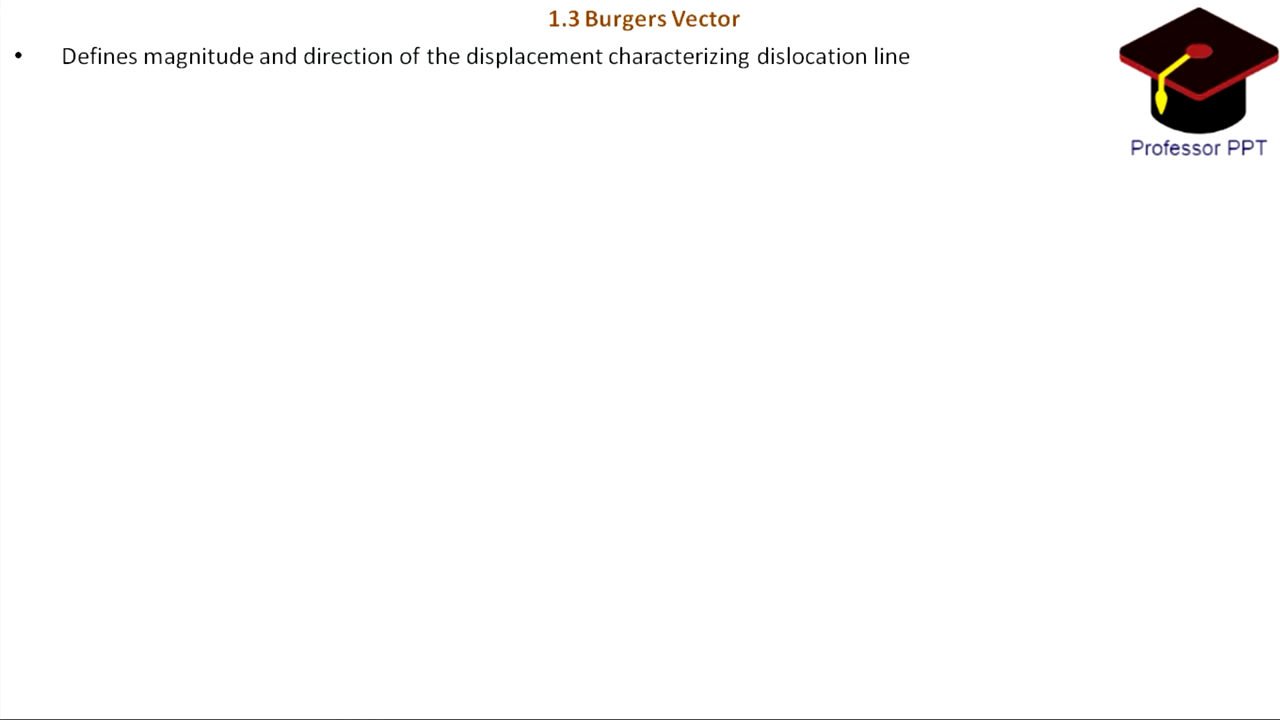 1.3 Burgers Vector
• Defines magnitude and direction of the displacement characterizing dislocation line
Professor PPT